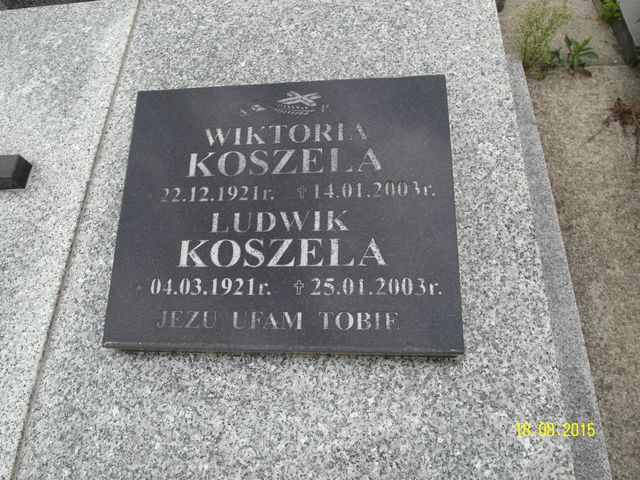 Ś P
WIKTORIA
KOSZELA
* 22.12.1921r. ✝ 14.01.2003r.
LUDWIK
KOSZELA
* 04.03.1921r. ✝ 25.01.2003r.
JEZU UFAM TOBIE
18.08.2015